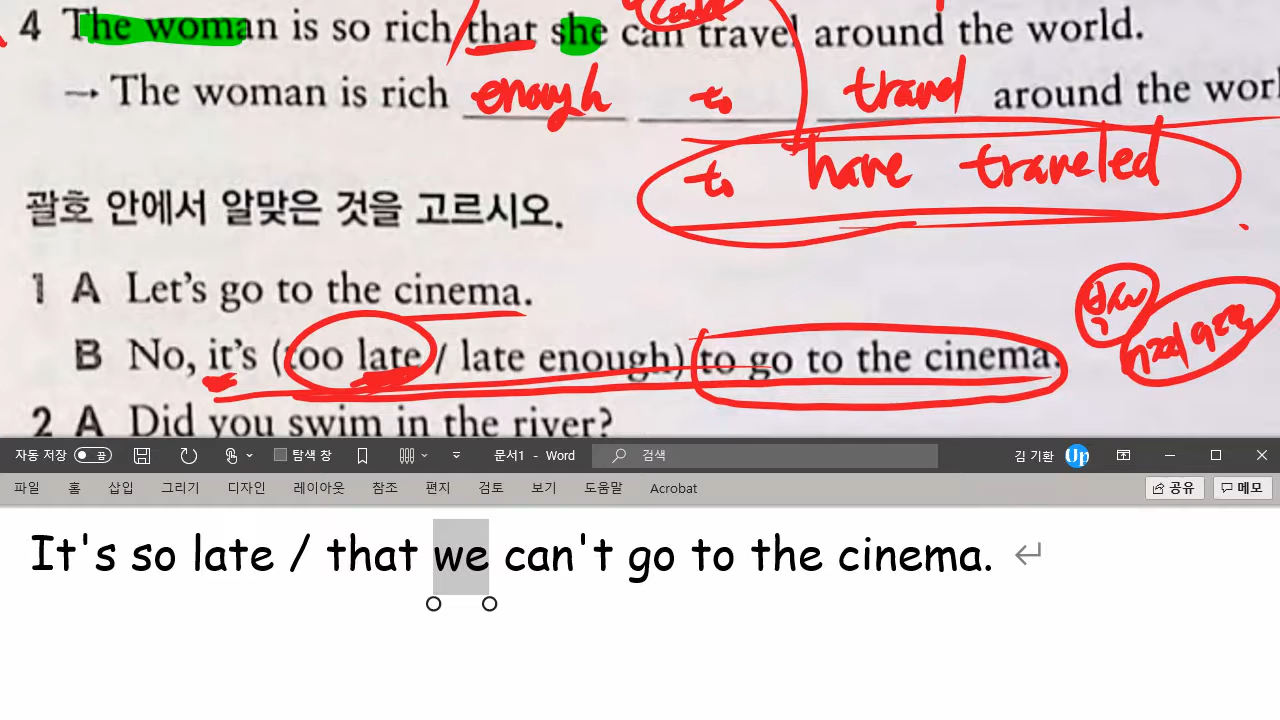 4 The woman is so rich that she can travel around the world.
→ The woman is rich enough to travel around the worl
to have traveled
괄호 안에서 알맞은 것을 고르시오.
1 A Let's go to the cinema.
B No, it's (too late / late enough) to go to the cinema.
부사
2 A Did you swim in the river?
자동 저장 끔 탐색 창 문서1 - Word 검색 김 기환 Up
파일 홈 삽입 그리기 디자인 레이아웃 참조 편지 검토 보기 도움말 Acrobat 공유 메모
It's so late / that we can't go to the cinema. ↵